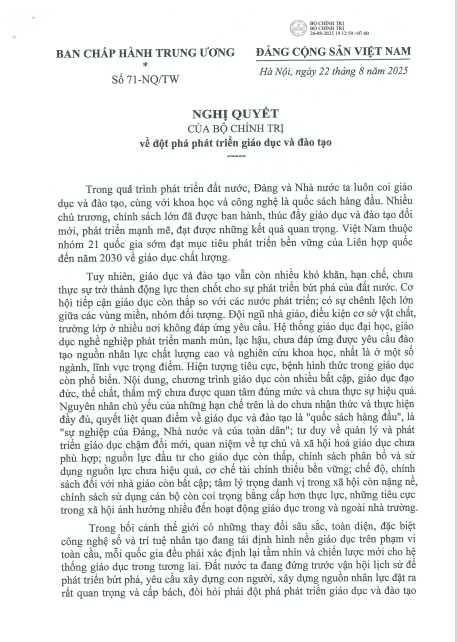 BỘ CHÍNH TRỊ
BỘ CHÍNH TRỊ
26-08-2025 19:12:59 +07:00
BAN CHẤP HÀNH TRUNG ƯƠNG
ĐẢNG CỘNG SẢN VIỆT NAM
*
Hà Nội, ngày 22 tháng 8 năm 2025
Số 71-NQ/TW
NGHỊ QUYẾT
CỦA BỘ CHÍNH TRỊ
về đột phá phát triển giáo dục và đào tạo
-----
Trong quá trình phát triển đất nước, Đảng và Nhà nước ta luôn coi giáo
dục và đào tạo, cùng với khoa học và công nghệ là quốc sách hàng đầu. Nhiều
chủ trương, chính sách lớn đã được ban hành, thúc đẩy giáo dục và đào tạo đổi
mới, phát triển mạnh mẽ, đạt được những kết quả quan trọng. Việt Nam thuộc
nhóm 21 quốc gia sớm đạt mục tiêu phát triển bền vững của Liên hợp quốc
đến năm 2030 về giáo dục chất lượng.
Tuy nhiên, giáo dục và đào tạo vẫn còn nhiều khó khăn, hạn chế, chưa
thực sự trở thành động lực then chốt cho sự phát triển bứt phá của đất nước. Cơ
hội tiếp cận giáo dục còn thấp so với các nước phát triển; có sự chênh lệch lớn
giữa các vùng miền, nhóm đối tượng. Đội ngũ nhà giáo, điều kiện cơ sở vật chất,
trường lớp ở nhiều nơi không đáp ứng yêu cầu. Hệ thống giáo dục đại học, giáo
dục nghề nghiệp phát triển manh mún, lạc hậu, chưa đáp ứng được yêu cầu đào
tạo nguồn nhân lực chất lượng cao và nghiên cứu khoa học, nhất là ở một số
ngành, lĩnh vực trọng điểm. Hiện tượng tiêu cực, bệnh hình thức trong giáo dục
còn phổ biến. Nội dung, chương trình giáo dục còn nhiều bất cập, giáo dục đạo
đức, thể chất, thẩm mỹ chưa được quan tâm đúng mức và chưa thực sự hiệu quả.
Nguyên nhân chủ yếu của những hạn chế trên là do chưa nhận thức và thực hiện
đầy đủ, quyết liệt quan điểm về giáo dục và đào tạo là "quốc sách hàng đầu", là
"sự nghiệp của Đảng, Nhà nước và của toàn dân"; tư duy về quản lý và phát
triển giáo dục chậm đổi mới, quan niệm về tự chủ và xã hội hoá giáo dục chưa
phù hợp; nguồn lực đầu tư cho giáo dục còn thấp, chính sách phân bổ và sử
dụng nguồn lực chưa hiệu quả, cơ chế tài chính thiếu bền vững; chế độ, chính
sách đối với nhà giáo còn bất cập; tâm lý trọng danh vị trong xã hội còn nặng nề,
chính sách sử dụng cán bộ còn coi trọng bằng cấp hơn thực lực, những tiêu cực
trong xã hội ảnh hưởng nhiều đến hoạt động giáo dục trong và ngoài nhà trường.
Trong bối cảnh thế giới có những thay đổi sâu sắc, toàn diện, đặc biệt
công nghệ số và trí tuệ nhân tạo đang tái định hình nền giáo dục trên phạm vi
toàn cầu, mỗi quốc gia đều phải xác định lại tầm nhìn và chiến lược mới cho hệ
thống giáo dục trong tương lai. Đất nước ta đang đứng trước vận hội lịch sử để
phát triển bứt phá, yêu cầu xây dựng con người, xây dựng nguồn nhân lực đặt ra
rất quan trọng và cấp bách, đòi hỏi phải đột phá phát triển giáo dục và đào tạo